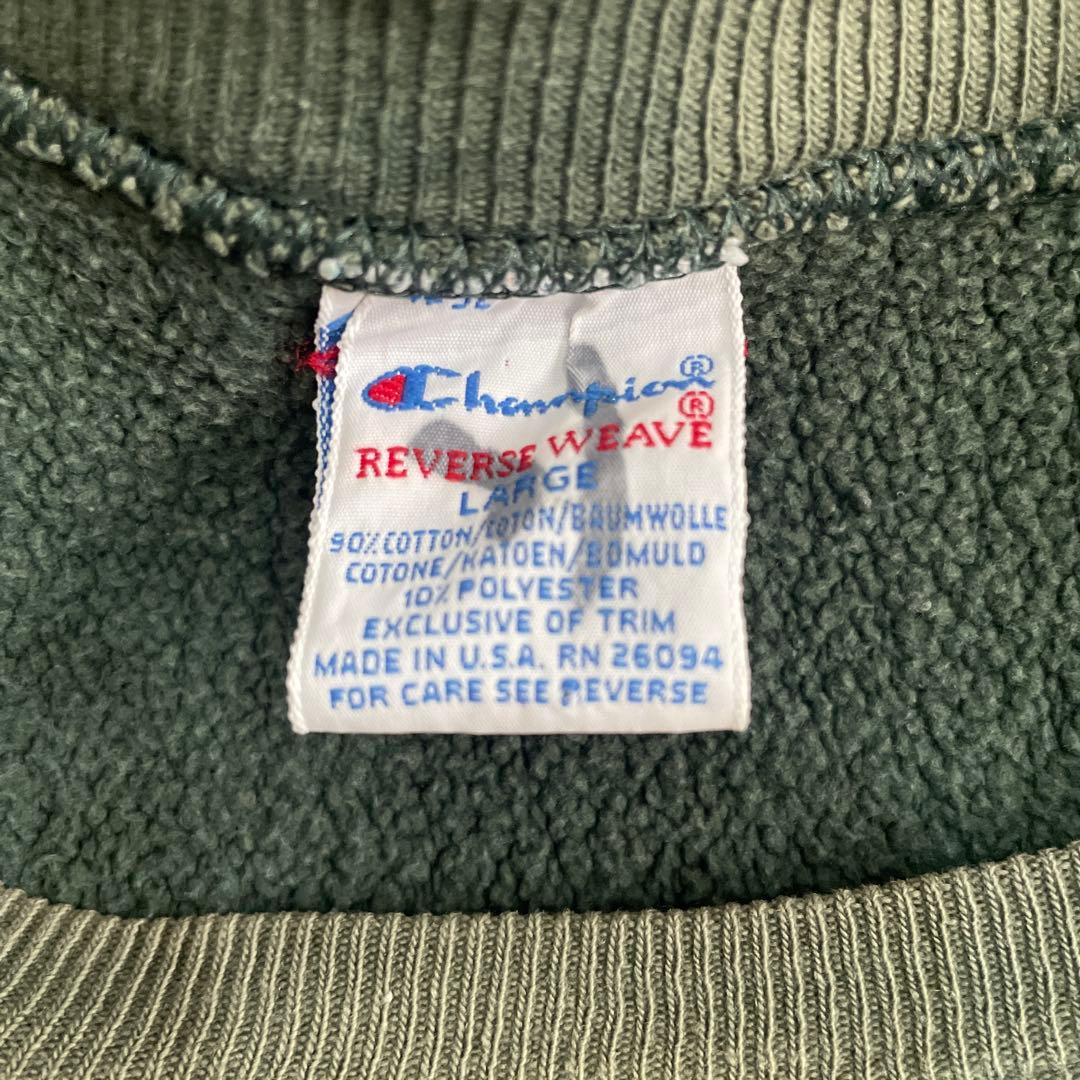 Champion®
REVERSE WEAVE®
LARGE
90% COTTON/COTON/BAUMWOLLE
COTONE/KATOEN/BOMULD
10% POLYESTER
EXCLUSIVE OF TRIM
MADE IN U.S.A. RN 26094
FOR CARE SEE REVERSE